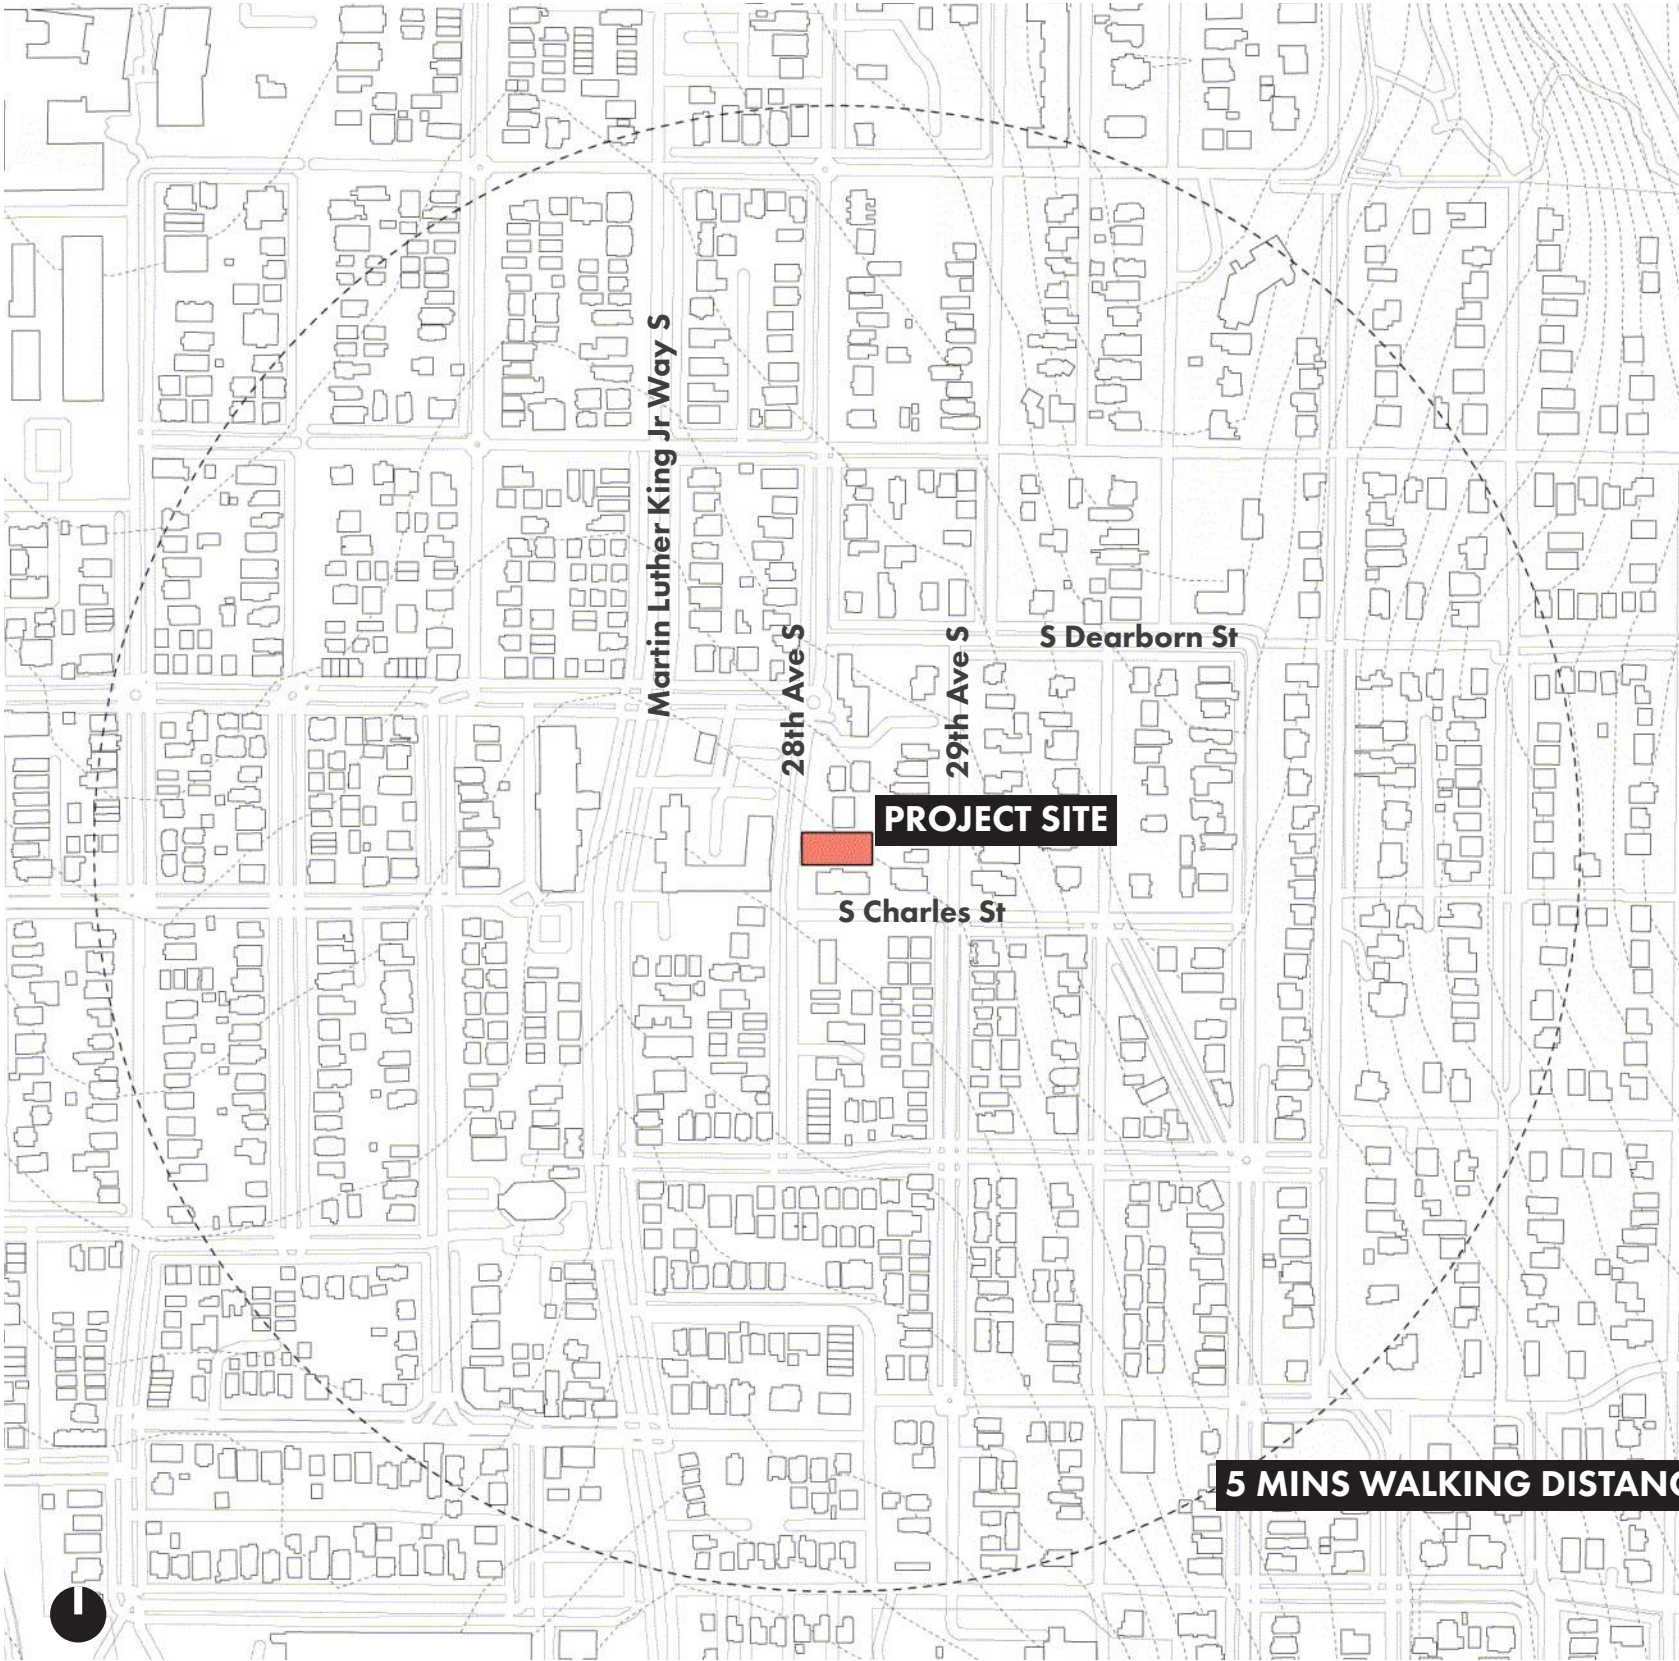 Martin Luther King Jr Way S
28th Ave S
29th Ave S
S Dearborn St
PROJECT SITE
S Charles St
5 MINS WALKING DISTANC